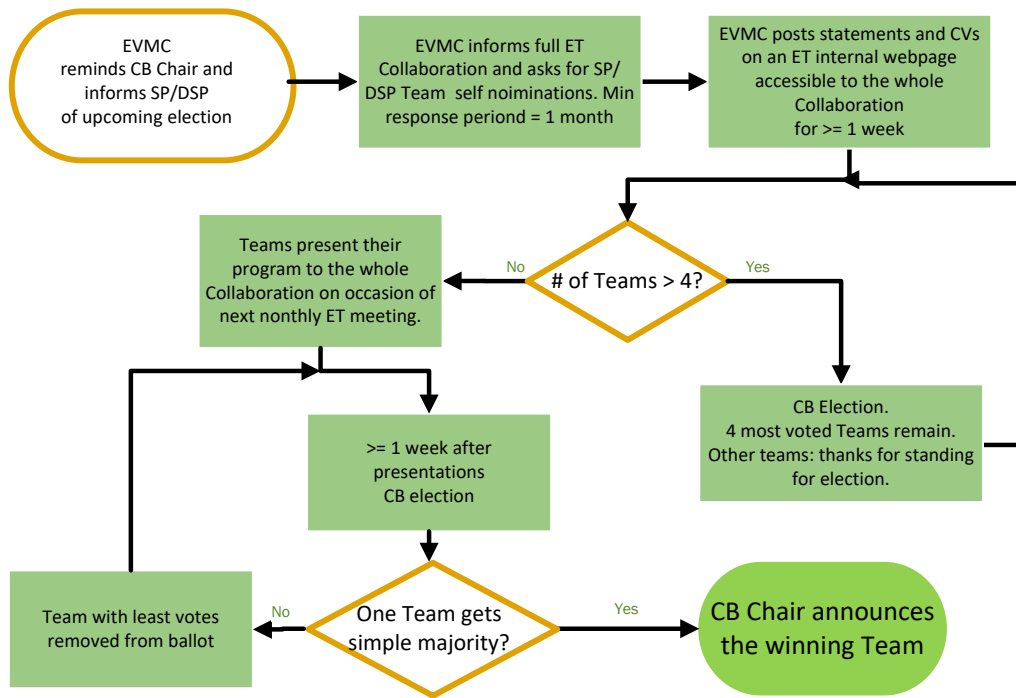 EVMC
reminds CB Chair and
informs SP/DSP
of upcoming election
EVMC informs full ET
Collaboration and asks for SP/
DSP Team self noiminations. Min
response periond = 1 month
EVMC posts statements and CVs
on an ET internal webpage
accessible to the whole
Collaboration
for >= 1 week
Teams present their
program to the whole
Collaboration on occasion of
next nonthly ET meeting.
No
# of Teams > 4?
Yes
CB Election.
4 most voted Teams remain.
Other teams: thanks for standing
for election.
>= 1 week after
presentations
CB election
Team with least votes
removed from ballot
No
One Team gets
simple majority?
Yes
CB Chair announces
the winning Team